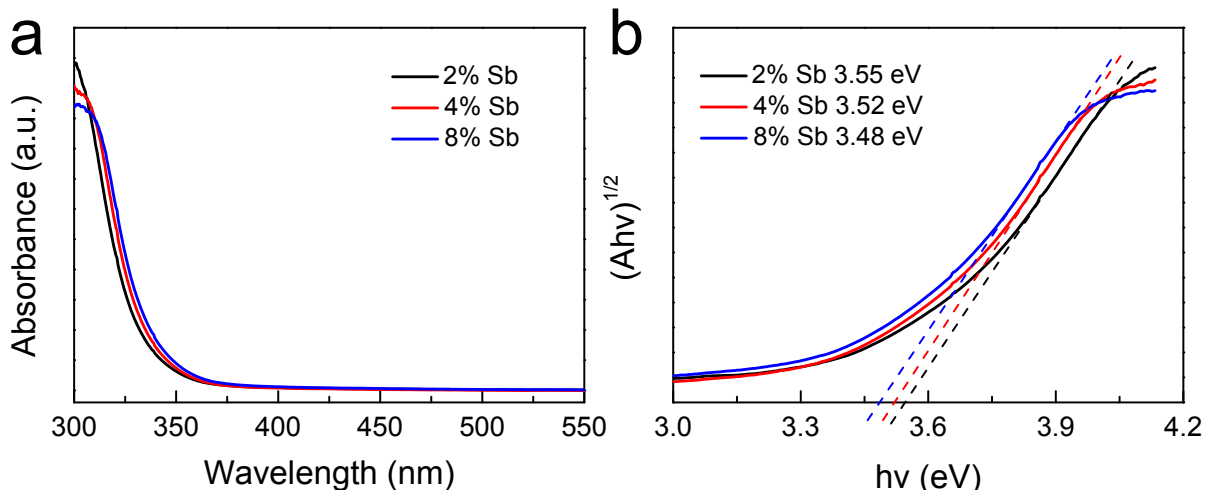 a
2% Sb
4% Sb
8% Sb
Absorbance (a.u.)
300 350 400 450 500 550
Wavelength (nm)
b
2% Sb 3.55 eV
4% Sb 3.52 eV
8% Sb 3.48 eV
(Ahν)^{1/2}
3.0 3.3 3.6 3.9 4.2
hν (eV)